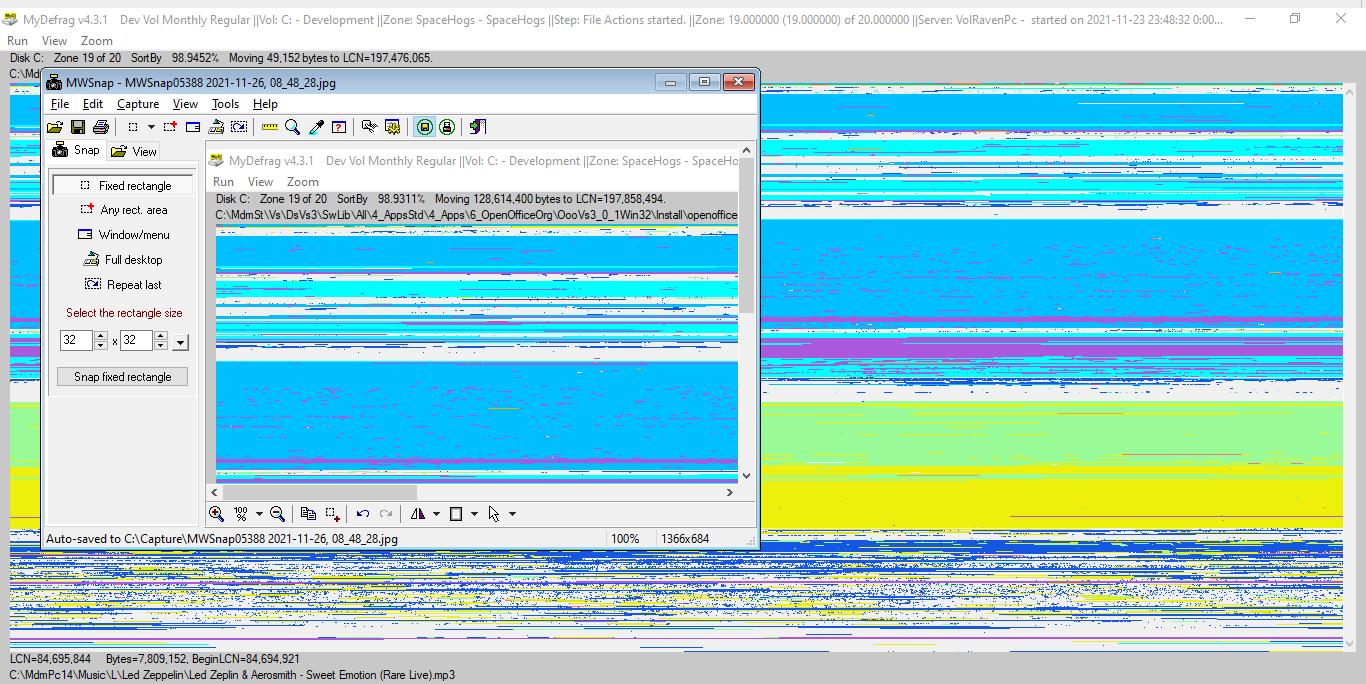 MyDefrag v4.3.1 Dev Vol Monthly Regular ||Vol: C: - Development ||Zone: SpaceHogs - SpaceHogs ||Step: File Actions started. ||Zone: 19.000000 (19.000000) of 20.000000 ||Server: VolRavenPc - started on 2021-11-23 23:48:32 0:00...
Run View Zoom
Disk C: Zone 19 of 20 SortBy 98.9452% Moving 49,152 bytes to LCN=197,476,065.
C:\Md
MWSnap - MWSnap05388 2021-11-26, 08_48_28.jpg
File Edit Capture View Tools Help
Snap View
Fixed rectangle
Any rect. area
Window/menu
Full desktop
Repeat last
Select the rectangle size
32 x 32
Snap fixed rectangle
MyDefrag v4.3.1 Dev Vol Monthly Regular ||Vol: C: - Development ||Zone: SpaceHogs - SpaceHo
Run View Zoom
Disk C: Zone 19 of 20 SortBy 98.9311% Moving 128,614,400 bytes to LCN=197,858,494.
C:\MdmSt\Vs\DsVs3\SwLib\All\4_AppsStd\4_Apps\6_OpenOfficeOrg\OooVs3_0_1Win32\Install\openoffice
100%
Auto-saved to C:\Capture\MWSnap05388 2021-11-26, 08_48_28.jpg 100% 1366x684
LCN=84,695,844 Bytes=7,809,152, BeginLCN=84,694,921
C:\MdmPc14\Music\L\Led Zeppelin\Led Zeplin & Aerosmith - Sweet Emotion (Rare Live).mp3